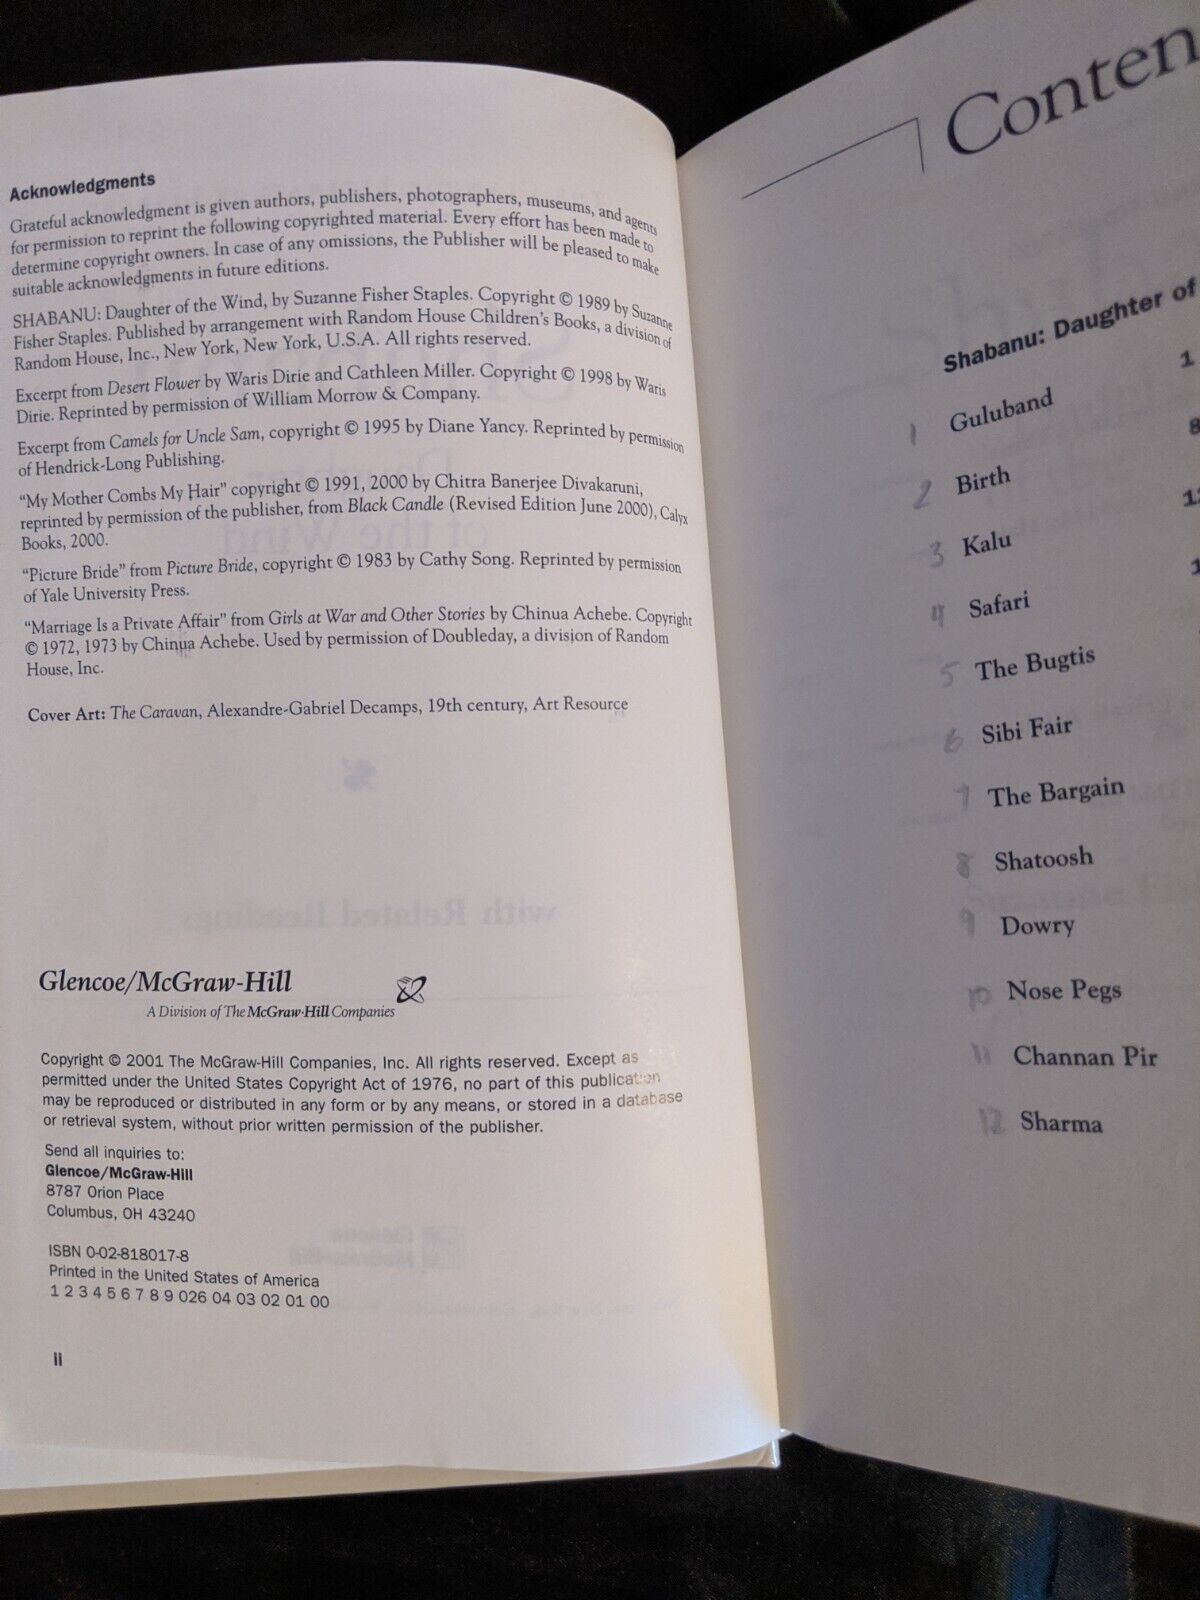 Acknowledgments
Grateful acknowledgment is given authors, publishers, photographers, museums, and agents
for permission to reprint the following copyrighted material. Every effort has been made to
determine copyright owners. In case of any omissions, the Publisher will be pleased to make
suitable acknowledgments in future editions.
SHABANU: Daughter of the Wind, by Suzanne Fisher Staples. Copyright © 1989 by Suzanne
Fisher Staples. Published by arrangement with Random House Children's Books, a division of
Random House, Inc., New York, New York, U.S.A. All rights reserved.
Excerpt from Desert Flower by Waris Dirie and Cathleen Miller. Copyright © 1998 by Waris
Dirie. Reprinted by permission of William Morrow & Company.
Excerpt from Camels for Uncle Sam, copyright © 1995 by Diane Yancy. Reprinted by permission
of Hendrick-Long Publishing.
"My Mother Combs My Hair" copyright © 1991, 2000 by Chitra Banerjee Divakaruni,
reprinted by permission of the publisher, from Black Candle (Revised Edition June 2000), Calyx
Books, 2000.
"Picture Bride" from Picture Bride, copyright © 1983 by Cathy Song. Reprinted by permission
of Yale University Press.
"Marriage Is a Private Affair" from Girls at War and Other Stories by Chinua Achebe. Copyright
© 1972, 1973 by Chinua Achebe. Used by permission of Doubleday, a division of Random
House, Inc.
Cover Art: The Caravan, Alexandre-Gabriel Decamps, 19th century, Art Resource
Glencoe/McGraw-Hill
A Division of The McGraw-Hill Companies
Copyright © 2001 The McGraw-Hill Companies, Inc. All rights reserved. Except as
permitted under the United States Copyright Act of 1976, no part of this publication
may be reproduced or distributed in any form or by any means, or stored in a database
or retrieval system, without prior written permission of the publisher.
Send all inquiries to:
Glencoe/McGraw-Hill
8787 Orion Place
Columbus, OH 43240
ISBN 0-02-818017-8
Printed in the United States of America
1 2 3 4 5 6 7 8 9 026 04 03 02 01 00
ii
Conten
Shabanu: Daughter of
1 Guluband 1
2 Birth 8
3 Kalu
4 Safari
5 The Bugtis
6 Sibi Fair
7 The Bargain
8 Shatoosh
9 Dowry
10 Nose Pegs
11 Channan Pir
12 Sharma